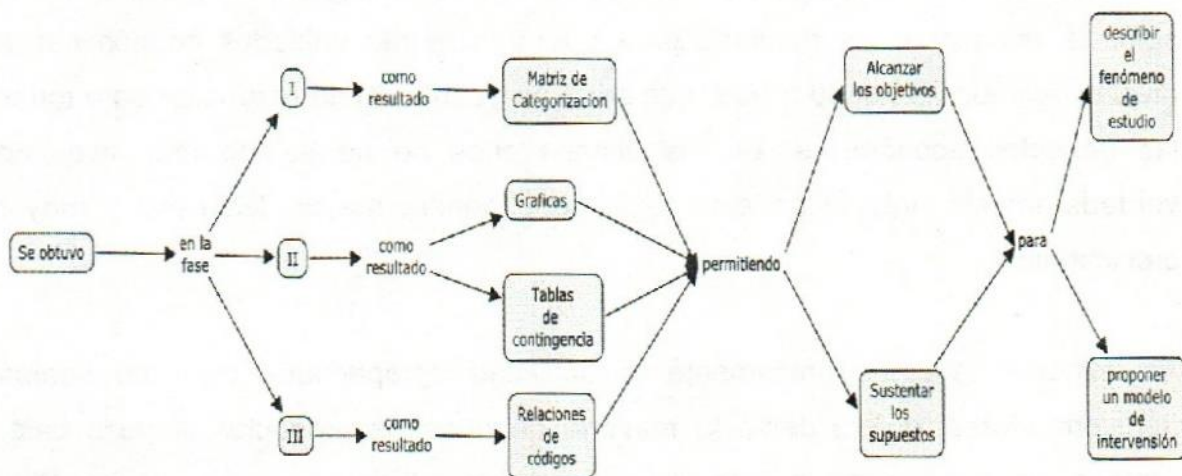 Se obtuvo
en la
fase
I
como
resultado
Matriz de
Categorizacion
II
como
resultado
Graficas
Tablas
de
contingencia
III
como
resultado
Relaciones
de
códigos
permitiendo
Alcanzar
los objetivos
Sustentar
los
supuestos
para
describir
el
fenómeno
de
estudio
proponer
un modelo
de
intervensión